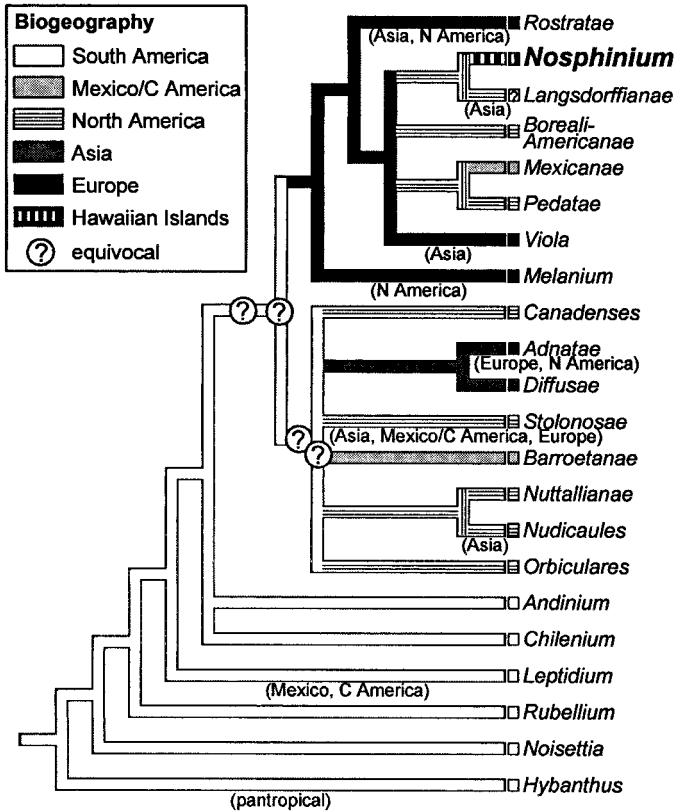 Biogeography
South America
Mexico/C America
North America
Asia
Europe
Hawaiian Islands
? equivocal
Rostratae
(Asia, N America)
Nosphinium
Langsdorffianae
(Asia)
Boreali-
Americanae
Mexicanae
Pedatae
Viola
(Asia)
Melanium
(N America)
Canadenses
?
?
Adnatae
(Europe, N America)
Diffusae
Stolonosae
(Asia, Mexico/C America, Europe)
?
?
Barroetanae
Nuttallianae
Nudicaules
(Asia)
Orbiculares
Andinium
Chilenium
Leptidium
(Mexico, C America)
Rubellium
Noisettia
Hybanthus
(pantropical)